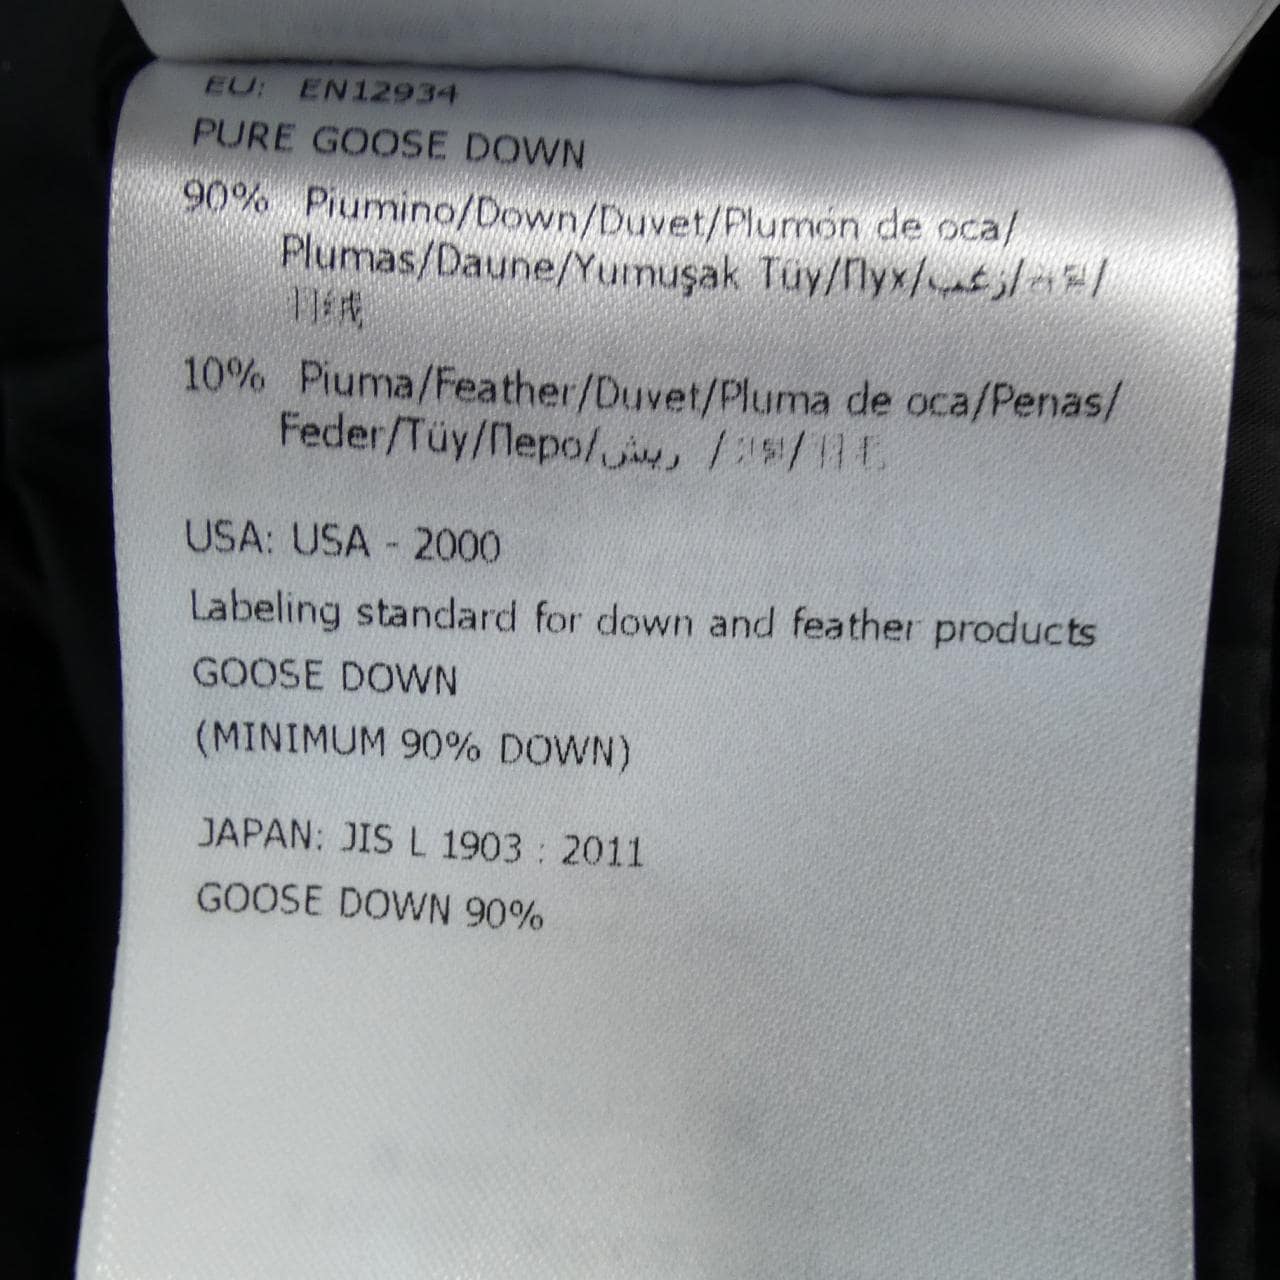 EU: EN12934
PURE GOOSE DOWN
90% Piumino/Down/Duvet/Plumón de oca/
Plumas/Daune/Yumuşak Tüy/Пух/زغب/
10% Piuma/Feather/Duvet/Pluma de oca/Penas/
Feder/Tüy/Перо/ريش /
USA: USA - 2000
Labeling standard for down and feather products
GOOSE DOWN
(MINIMUM 90% DOWN)
JAPAN: JIS L 1903 : 2011
GOOSE DOWN 90%